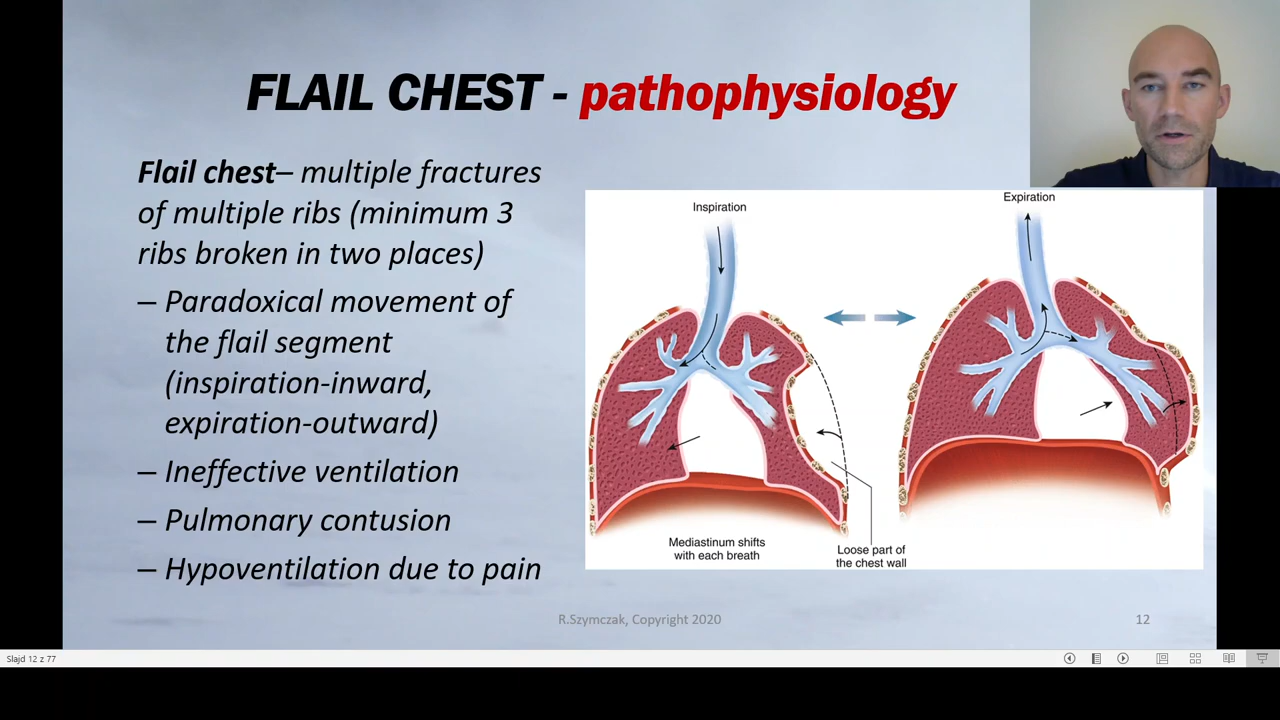 FLAIL CHEST - pathophysiology
Flail chest– multiple fractures
of multiple ribs (minimum 3
ribs broken in two places)
– Paradoxical movement of
the flail segment
(inspiration-inward,
expiration-outward)
– Ineffective ventilation
– Pulmonary contusion
– Hypoventilation due to pain
Inspiration
Expiration
Mediastinum shifts
with each breath
Loose part of
the chest wall
R.Szymczak, Copyright 2020
12
Slajd 12 z 77